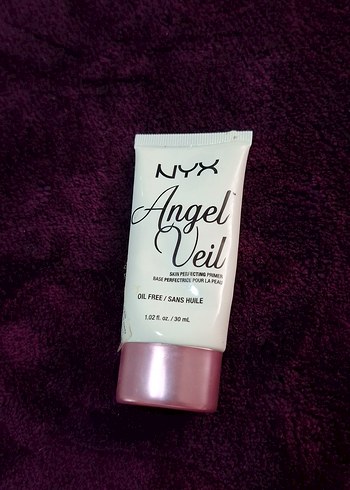 NYX
Angel™
Veil
SKIN PERFECTING PRIMER
BASE PERFECTRICE POUR LA PEAU
OIL FREE / SANS HUILE
1.02 fl. oz. / 30 mL